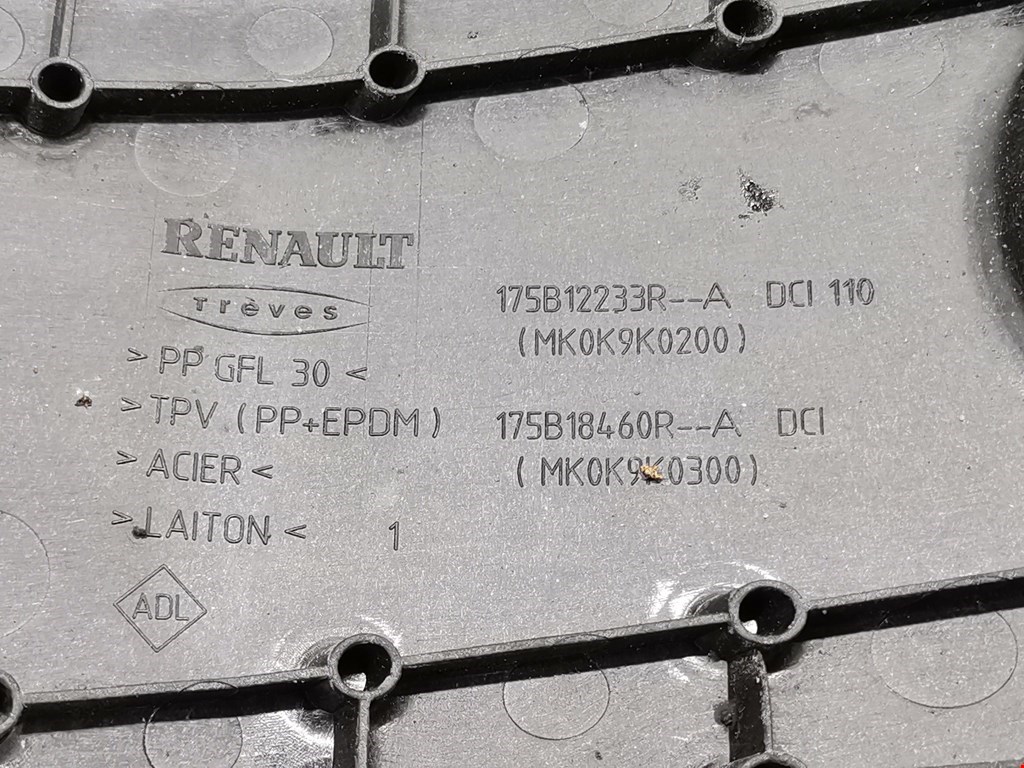 RENAULT
Trèves
> PP GFL 30 <
> TPV (PP+EPDM)
> ACIER <
> LAITON < 1
ADL
175B12233R--A DCI 110
(MK0K9K0200)
175B18460R--A DCI
(MK0K9K0300)